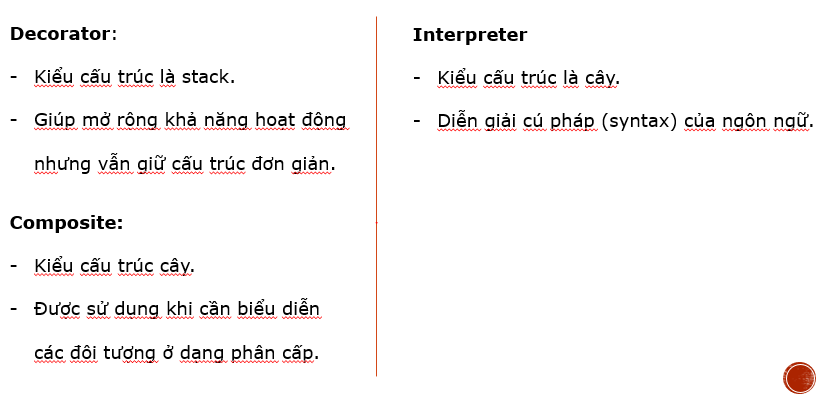 Decorator:
- Kiểu cấu trúc là stack.
- Giúp mở rộng khả năng hoạt động
nhưng vẫn giữ cấu trúc đơn giản.
Composite:
- Kiểu cấu trúc cây.
- Được sử dụng khi cần biểu diễn
các đối tượng ở dạng phân cấp.
Interpreter
- Kiểu cấu trúc là cây.
- Diễn giải cú pháp (syntax) của ngôn ngữ.